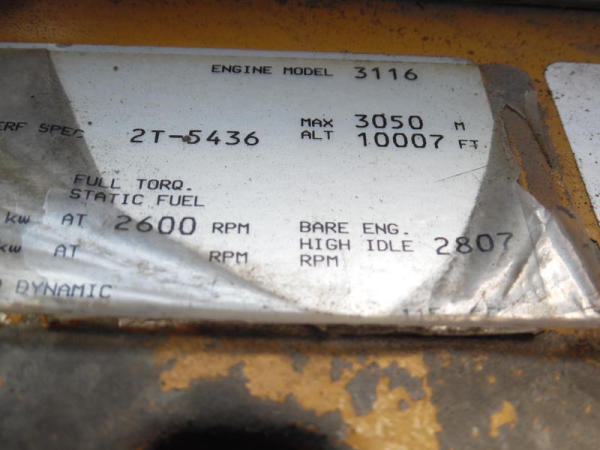 ENGINE MODEL 3116
ERF SPEC 2T-5436 MAX ALT 3050 M 10007 FT
FULL TORQ.
STATIC FUEL
kw AT 2600 RPM
kw AT RPM
BARE ENG.
HIGH IDLE 2807
RPM
DYNAMIC